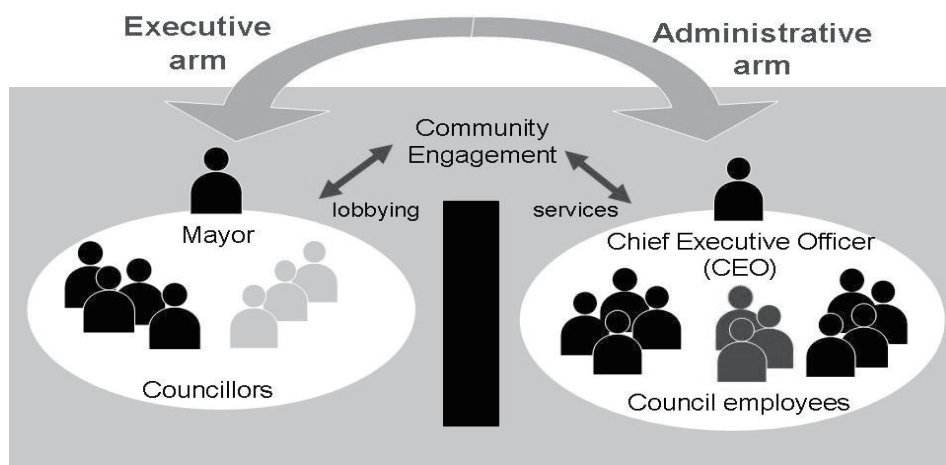 Executive
arm
Administrative
arm
Community
Engagement
lobbying
services
Mayor
Chief Executive Officer
(CEO)
Councillors
Council employees